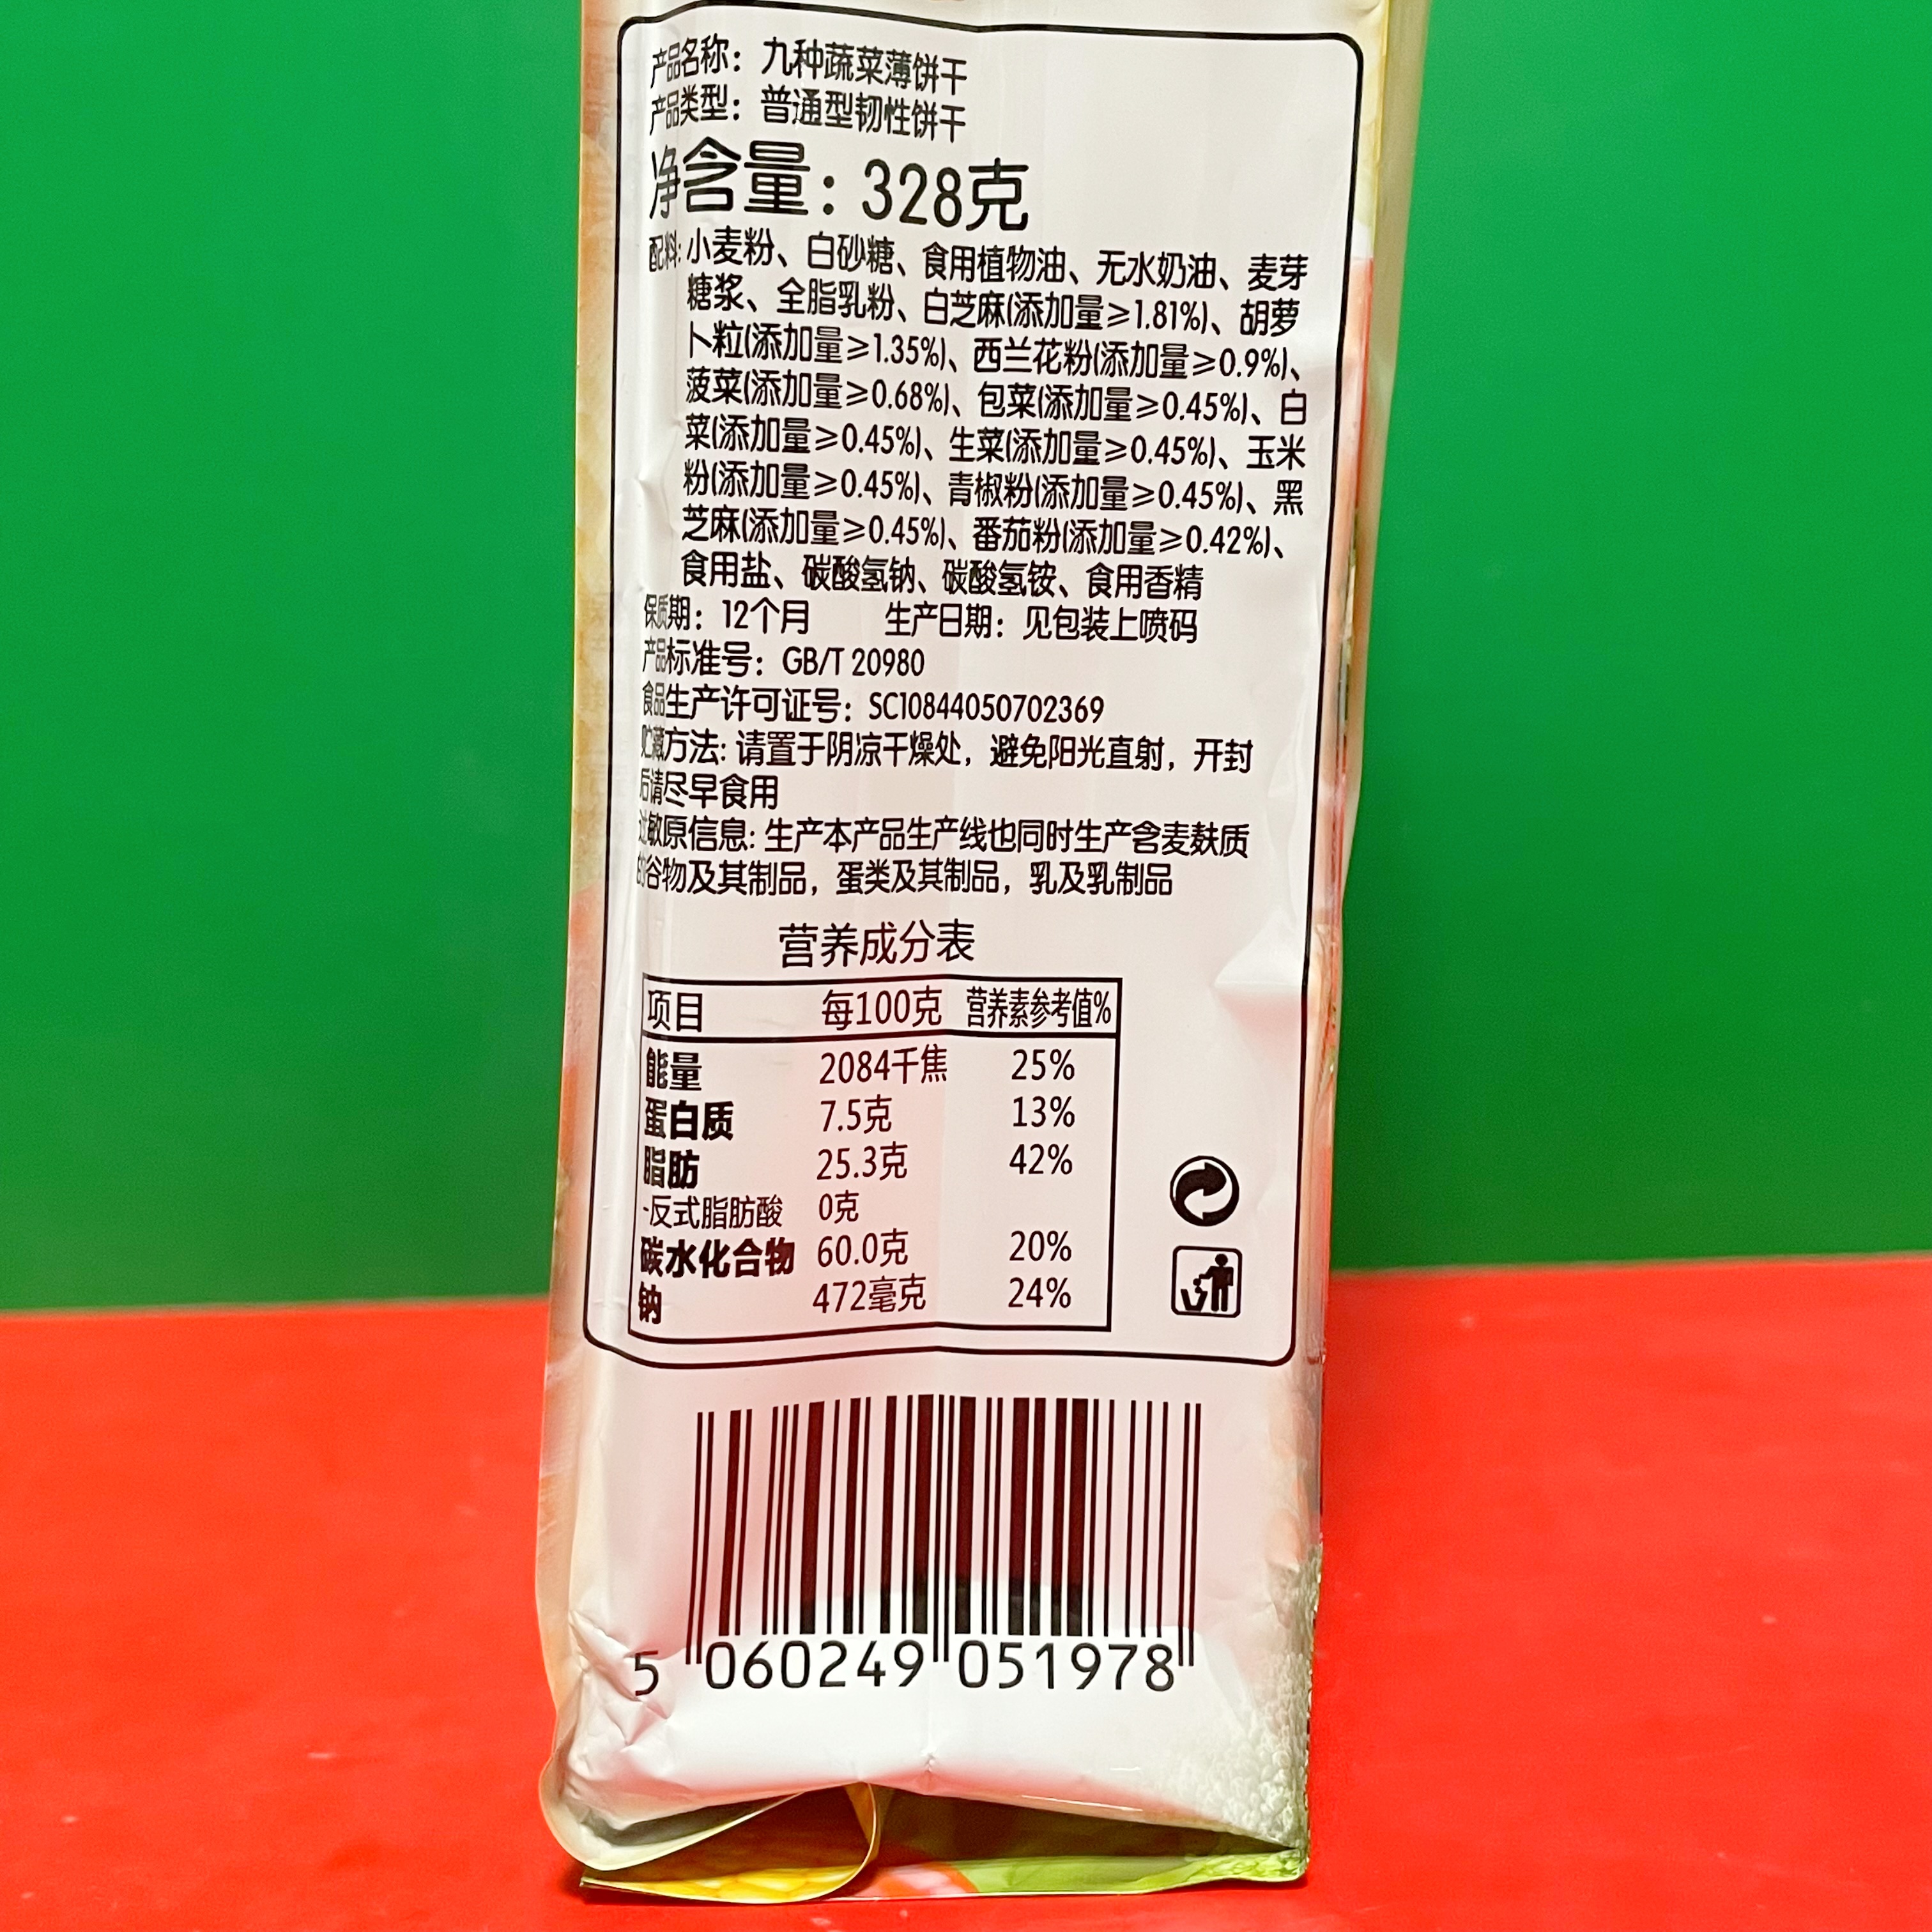 产品名称：九种蔬菜薄饼干
产品类型：普通型韧性饼干
净含量：328克
配料:小麦粉、白砂糖、食用植物油、无水奶油、麦芽
糖浆、全脂乳粉、白芝麻(添加量≥1.81%)、胡萝
卜粒(添加量≥1.35%)、西兰花粉(添加量≥0.9%)、
菠菜(添加量≥0.68%)、包菜(添加量≥0.45%)、白
菜(添加量≥0.45%)、生菜(添加量≥0.45%)、玉米
粉(添加量≥0.45%)、青椒粉(添加量≥0.45%)、黑
芝麻(添加量≥0.45%)、番茄粉(添加量≥0.42%)、
食用盐、碳酸氢钠、碳酸氢铵、食用香精
保质期：12个月 生产日期：见包装上喷码
产品标准号：GB/T 20980
食品生产许可证号：SC10844050702369
贮藏方法:请置于阴凉干燥处，避免阳光直射，开封
后请尽早食用
过敏原信息:生产本产品生产线也同时生产含麦麸质
的谷物及其制品，蛋类及其制品，乳及乳制品
营养成分表
项目 每100克 营养素参考值%
能量 2084千焦 25%
蛋白质 7.5克 13%
脂肪 25.3克 42%
-反式脂肪酸 0克
碳水化合物 60.0克 20%
钠 472毫克 24%
5 060249 051978